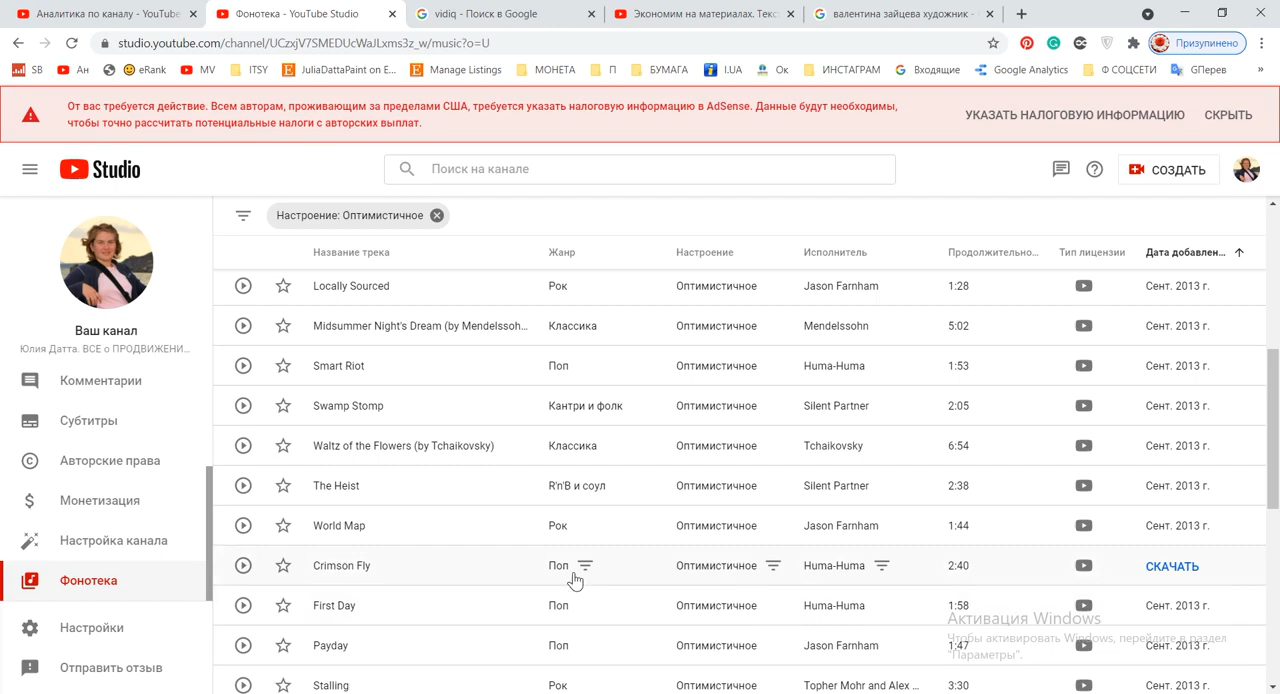 Аналитика по каналу - YouTube
Фонотека - YouTube Studio
vidiq - Поиск в Google
Экономим на материалах. Текс
валентина зайцева художник -
studio.youtube.com/channel/UCzxjV7SMEDUcWaJLxms3z_w/music?o=U
Призупинено
SB
Ан
eRank
MV
ITSY
JuliaDattaPaint on E...
Manage Listings
МОНЕТА
П
БУМАГА
I.UA
Ок
ИНСТАГРАМ
Входящие
Google Analytics
Ф СОЦСЕТИ
GПерев
»
От вас требуется действие. Всем авторам, проживающим за пределами США, требуется указать налоговую информацию в AdSense. Данные будут необходимы,
чтобы точно рассчитать потенциальные налоги с авторских выплат.
УКАЗАТЬ НАЛОГОВУЮ ИНФОРМАЦИЮ
СКРЫТЬ
Studio
Поиск на канале
СОЗДАТЬ
Ваш канал
Юлия Датта. ВСЕ о ПРОДВИЖЕНИ...
Комментарии
Субтитры
Авторские права
Монетизация
Настройка канала
Фонотека
Настройки
Отправить отзыв
Настроение: Оптимистичное
Название трека Жанр Настроение Исполнитель Продолжительно... Тип лицензии Дата добавлен...
Locally Sourced Рок Оптимистичное Jason Farnham 1:28 Сент. 2013 г.
Midsummer Night's Dream (by Mendelssoh... Классика Оптимистичное Mendelssohn 5:02 Сент. 2013 г.
Smart Riot Поп Оптимистичное Huma-Huma 1:53 Сент. 2013 г.
Swamp Stomp Кантри и фолк Оптимистичное Silent Partner 2:05 Сент. 2013 г.
Waltz of the Flowers (by Tchaikovsky) Классика Оптимистичное Tchaikovsky 6:54 Сент. 2013 г.
The Heist R'n'B и соул Оптимистичное Silent Partner 2:38 Сент. 2013 г.
World Map Рок Оптимистичное Jason Farnham 1:44 Сент. 2013 г.
Crimson Fly Поп Оптимистичное Huma-Huma 2:40 СКАЧАТЬ
First Day Поп Оптимистичное Huma-Huma 1:58 Сент. 2013 г.
Payday Поп Оптимистичное Jason Farnham 1:47 Сент. 2013 г.
Stalling Рок Оптимистичное Topher Mohr and Alex ... 3:30 Сент. 2013 г.
Активация Windows
Чтобы активировать Windows, перейдите в раздел
"Параметры".